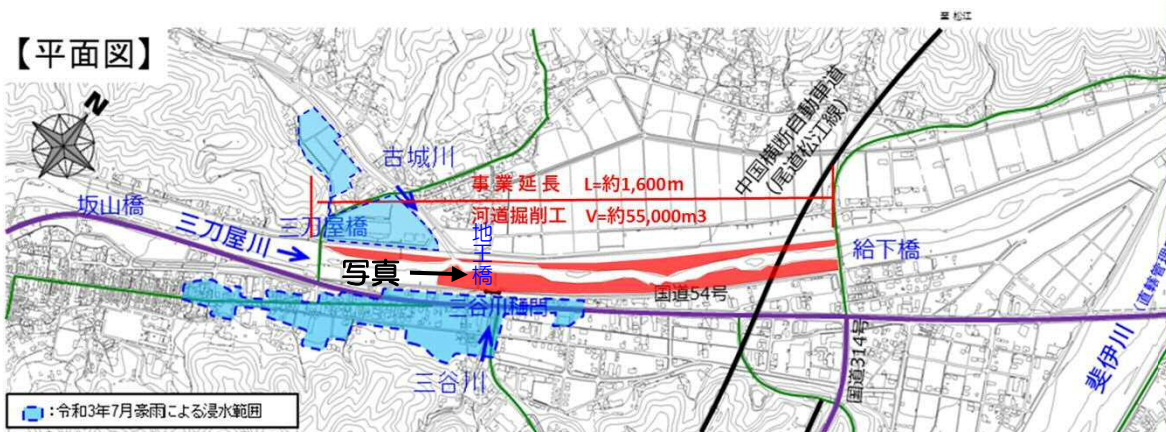 至 松江
【平面図】
N
中国横断自動車道
(尾道松江線)
古城川
事業延長 L=約1,600m
河道掘削工 V=約55,000m3
坂山橋
三刀屋川
三刀屋橋
地王橋
写真
給下橋
国道54号
三谷川樋門
三谷川
国道314号
斐伊川
(直轄管理
:令和3年7月豪雨による浸水範囲